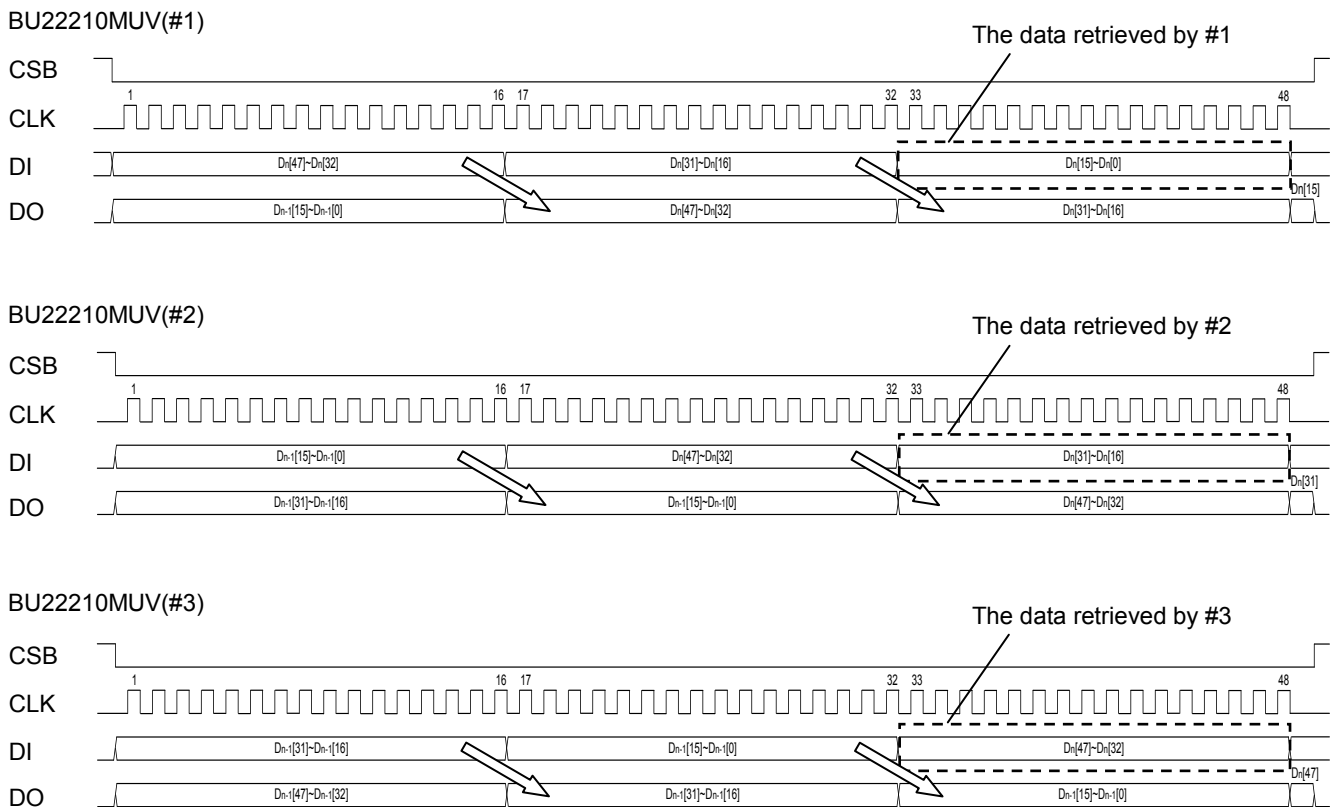 BU22210MUV(#1)
The data retrieved by #1
CSB
1 16 17 32 33 48
CLK
DI Dn[47]~Dn[32] Dn[31]~Dn[16] Dn[15]~Dn[0]
Dn[15]
DO Dn-1[15]~Dn-1[0] Dn[47]~Dn[32] Dn[31]~Dn[16]
BU22210MUV(#2)
The data retrieved by #2
CSB
1 16 17 32 33 48
CLK
DI Dn-1[15]~Dn-1[0] Dn[47]~Dn[32] Dn[31]~Dn[16]
Dn[31]
DO Dn-1[31]~Dn-1[16] Dn-1[15]~Dn-1[0] Dn[47]~Dn[32]
BU22210MUV(#3)
The data retrieved by #3
CSB
1 16 17 32 33 48
CLK
DI Dn-1[31]~Dn-1[16] Dn-1[15]~Dn-1[0] Dn[47]~Dn[32]
Dn[47]
DO Dn-1[47]~Dn-1[32] Dn-1[31]~Dn-1[16] Dn-1[15]~Dn-1[0]